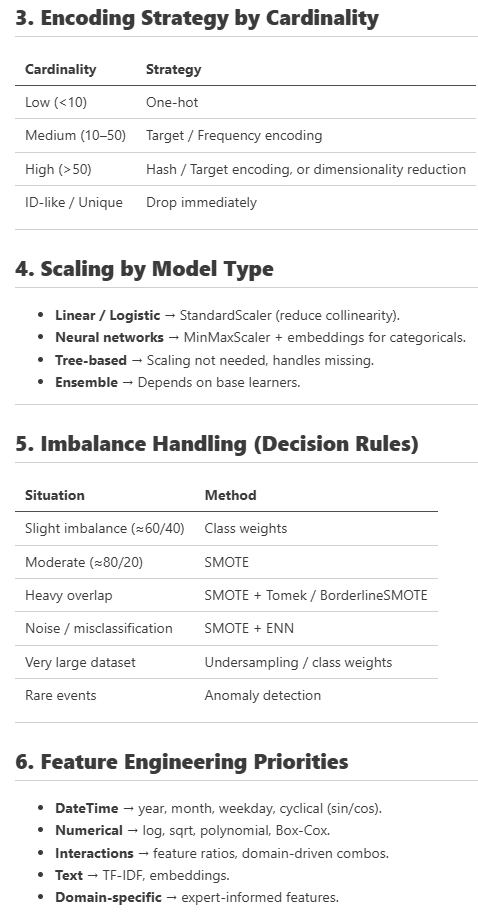 3. Encoding Strategy by Cardinality
Cardinality Strategy
Low (<10) One-hot
Medium (10–50) Target / Frequency encoding
High (>50) Hash / Target encoding, or dimensionality reduction
ID-like / Unique Drop immediately
4. Scaling by Model Type
• Linear / Logistic → StandardScaler (reduce collinearity).
• Neural networks → MinMaxScaler + embeddings for categoricals.
• Tree-based → Scaling not needed, handles missing.
• Ensemble → Depends on base learners.
5. Imbalance Handling (Decision Rules)
Situation Method
Slight imbalance (≈60/40) Class weights
Moderate (≈80/20) SMOTE
Heavy overlap SMOTE + Tomek / BorderlineSMOTE
Noise / misclassification SMOTE + ENN
Very large dataset Undersampling / class weights
Rare events Anomaly detection
6. Feature Engineering Priorities
• DateTime → year, month, weekday, cyclical (sin/cos).
• Numerical → log, sqrt, polynomial, Box-Cox.
• Interactions → feature ratios, domain-driven combos.
• Text → TF-IDF, embeddings.
• Domain-specific → expert-informed features.